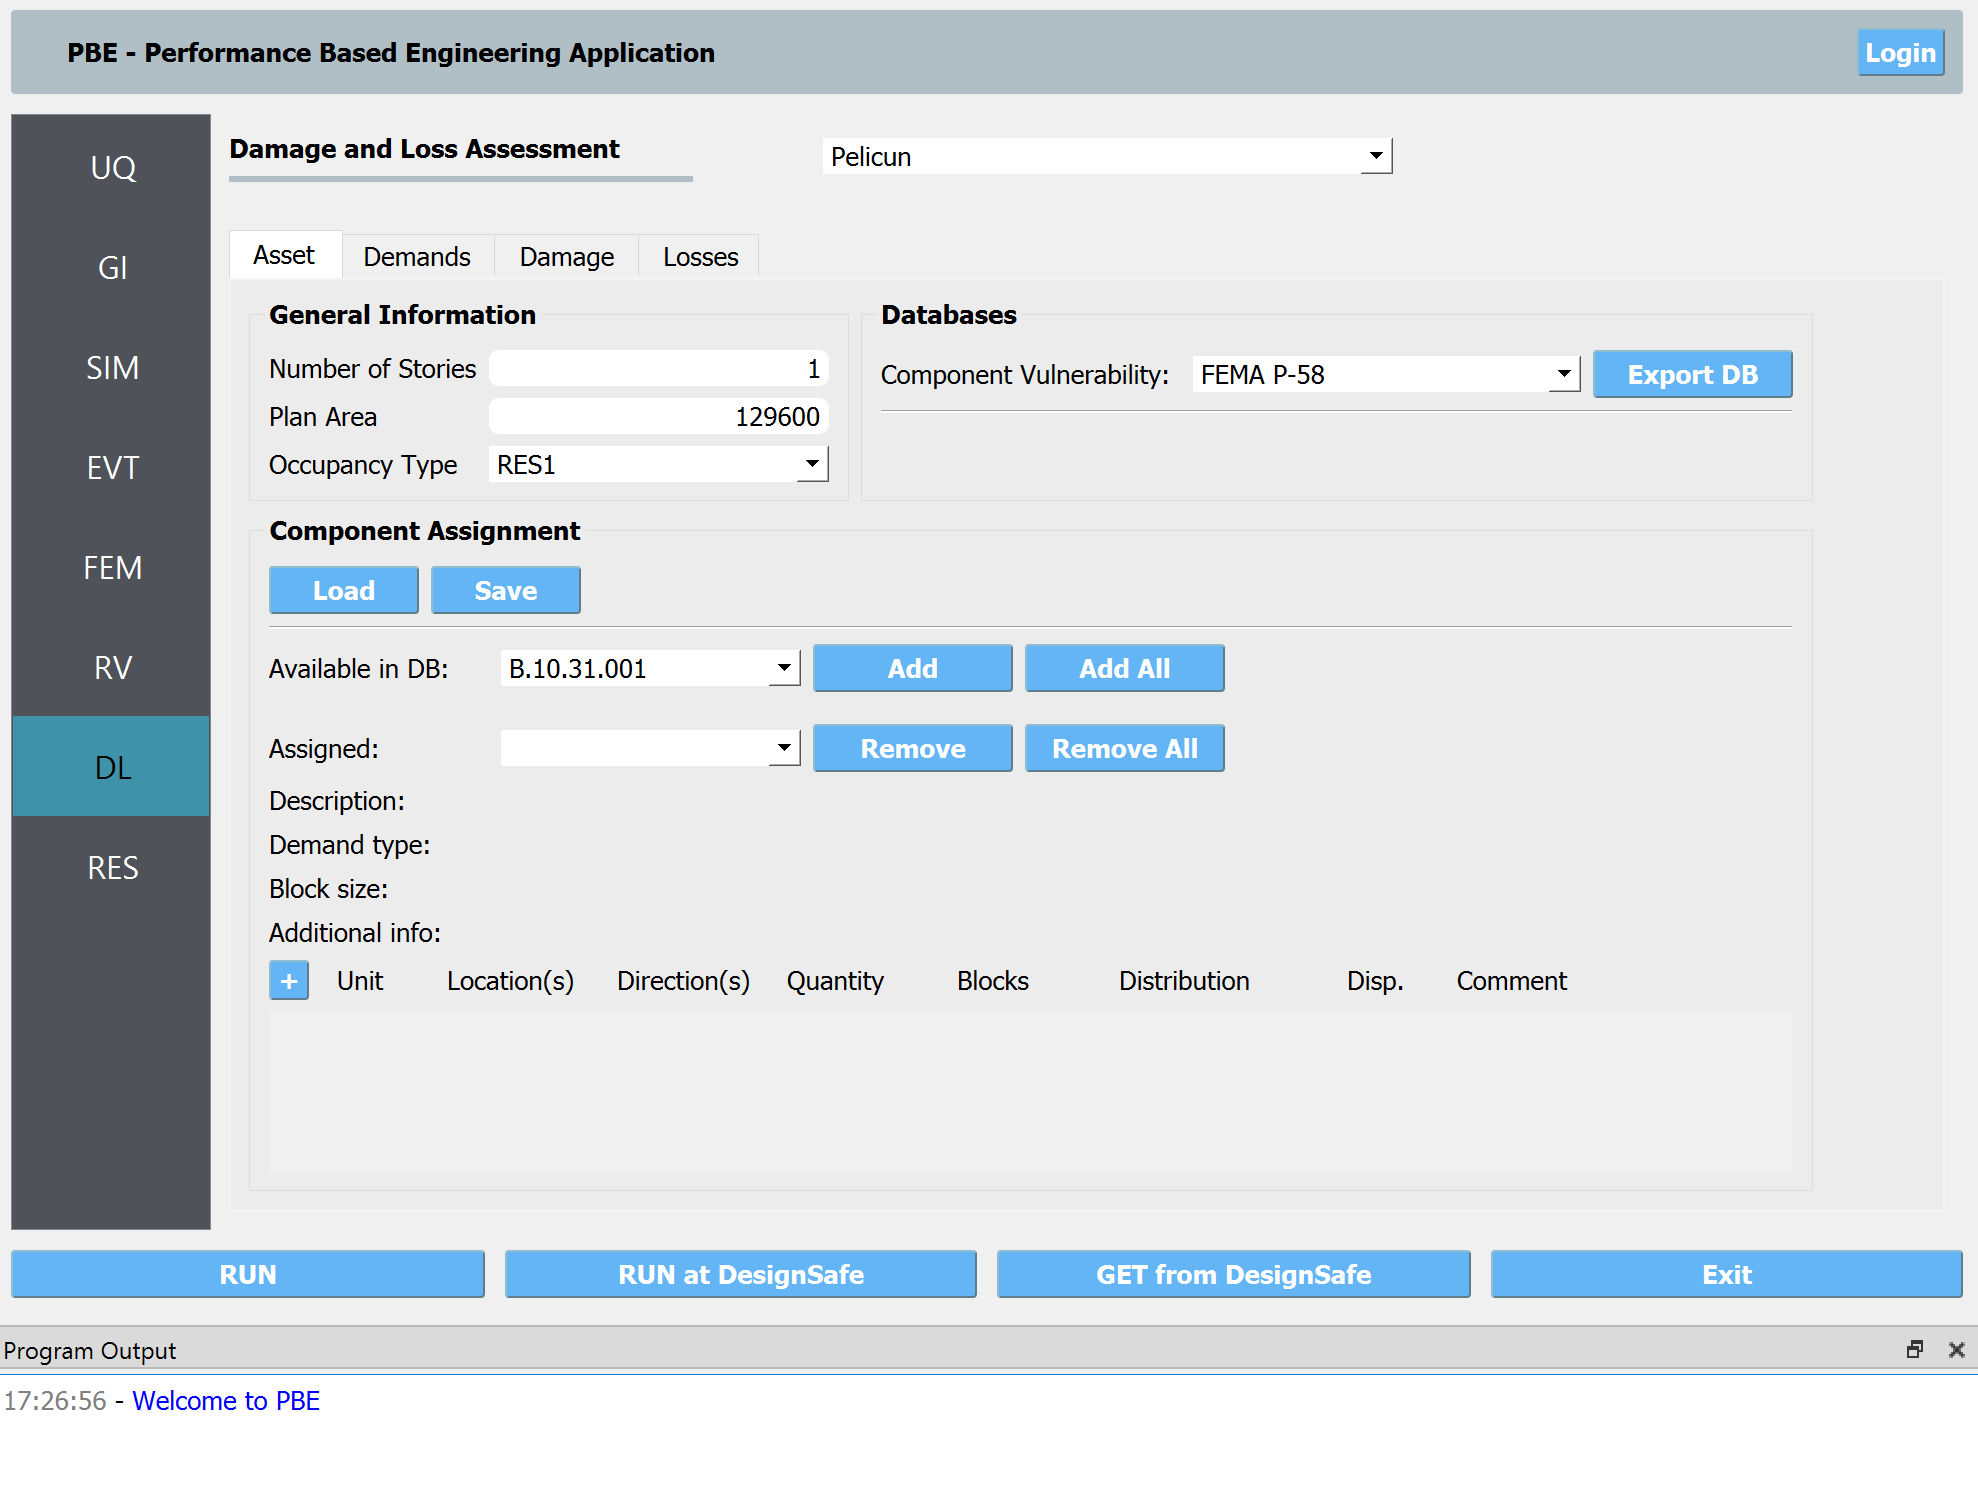 PBE - Performance Based Engineering Application
Login
UQ
GI
SIM
EVT
FEM
RV
DL
RES
Damage and Loss Assessment
Pelicun
Asset Demands Damage Losses
General Information
Number of Stories 1
Plan Area 129600
Occupancy Type RES1
Databases
Component Vulnerability: FEMA P-58 Export DB
Component Assignment
Load Save
Available in DB: B.10.31.001 Add Add All
Assigned: Remove Remove All
Description:
Demand type:
Block size:
Additional info:
+ Unit Location(s) Direction(s) Quantity Blocks Distribution Disp. Comment
RUN RUN at DesignSafe GET from DesignSafe Exit
Program Output
17:26:56 - Welcome to PBE